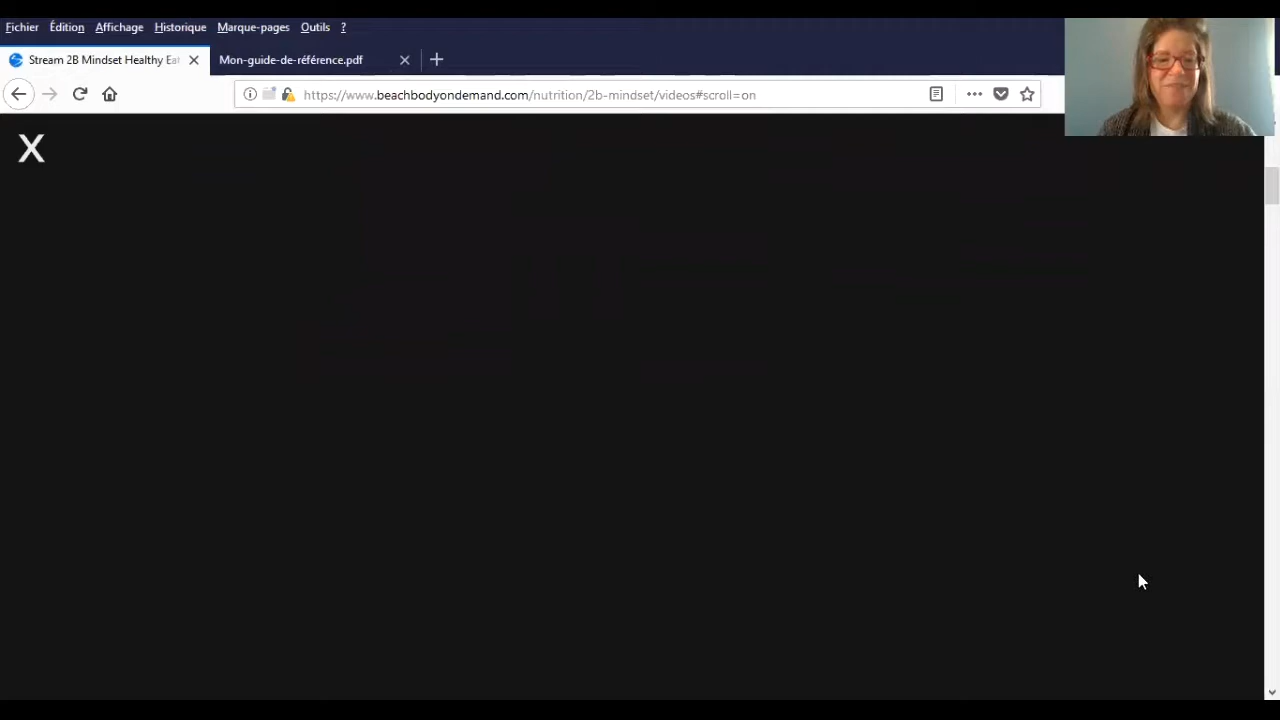 Fichier Édition Affichage Historique Marque-pages Outils ?
Stream 2B Mindset Healthy Eat Mon-guide-de-référence.pdf
https://www.beachbodyondemand.com/nutrition/2b-mindset/videos#scroll=on
X